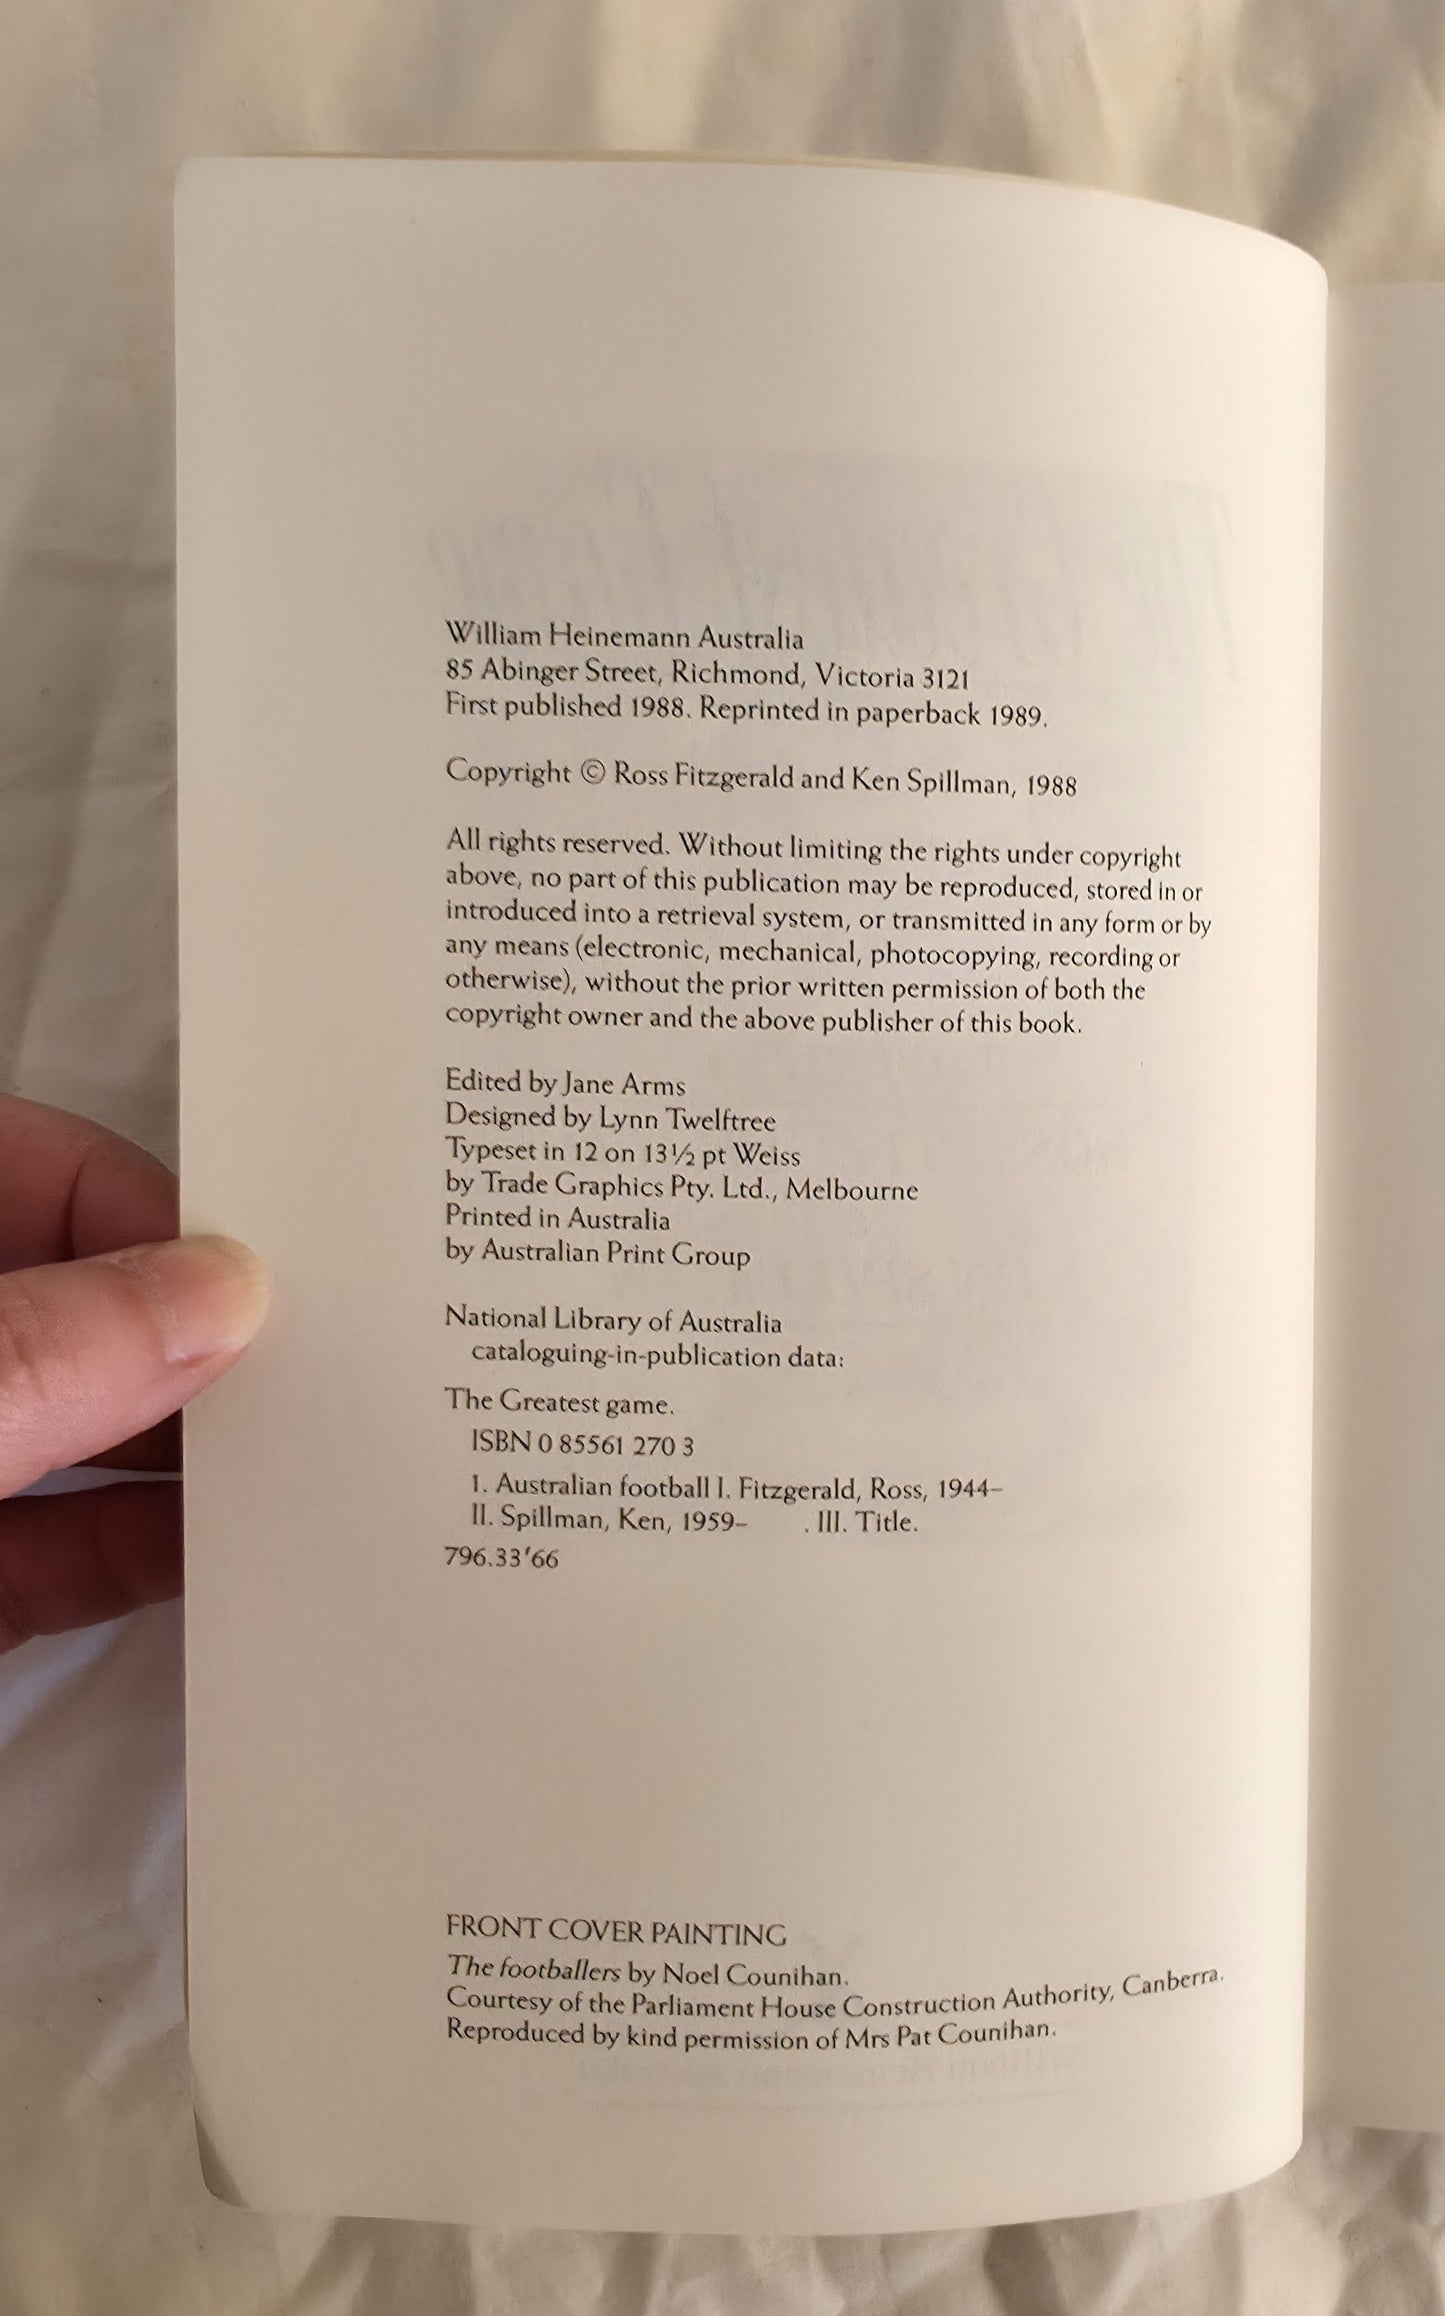 William Heinemann Australia
85 Abinger Street, Richmond, Victoria 3121
First published 1988. Reprinted in paperback 1989.
Copyright © Ross Fitzgerald and Ken Spillman, 1988
All rights reserved. Without limiting the rights under copyright
above, no part of this publication may be reproduced, stored in or
introduced into a retrieval system, or transmitted in any form or by
any means (electronic, mechanical, photocopying, recording or
otherwise), without the prior written permission of both the
copyright owner and the above publisher of this book.
Edited by Jane Arms
Designed by Lynn Twelftree
Typeset in 12 on 13½ pt Weiss
by Trade Graphics Pty. Ltd., Melbourne
Printed in Australia
by Australian Print Group
National Library of Australia
cataloguing-in-publication data:
The Greatest game.
ISBN 0 85561 270 3
1. Australian football I. Fitzgerald, Ross, 1944–
II. Spillman, Ken, 1959– . III. Title.
796.33'66
FRONT COVER PAINTING
The footballers by Noel Counihan.
Courtesy of the Parliament House Construction Authority, Canberra.
Reproduced by kind permission of Mrs Pat Counihan.